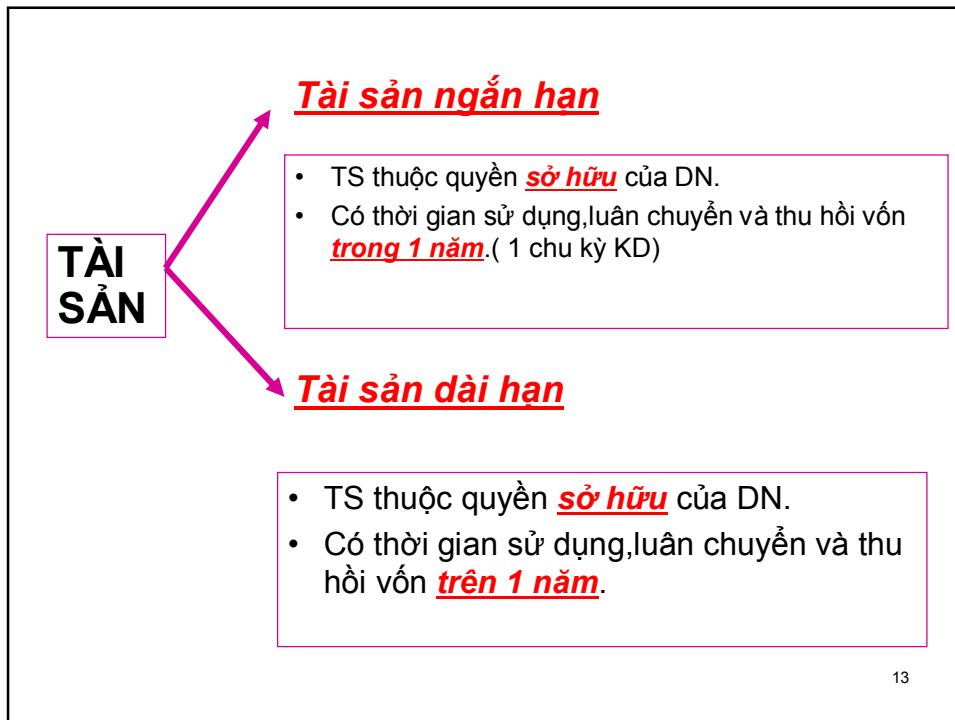 Tài sản ngắn hạn
• TS thuộc quyền sở hữu của DN.
• Có thời gian sử dụng,luân chuyển và thu hồi vốn
trong 1 năm.( 1 chu kỳ KD)
TÀI
SẢN
Tài sản dài hạn
• TS thuộc quyền sở hữu của DN.
• Có thời gian sử dụng,luân chuyển và thu
hồi vốn trên 1 năm.
13